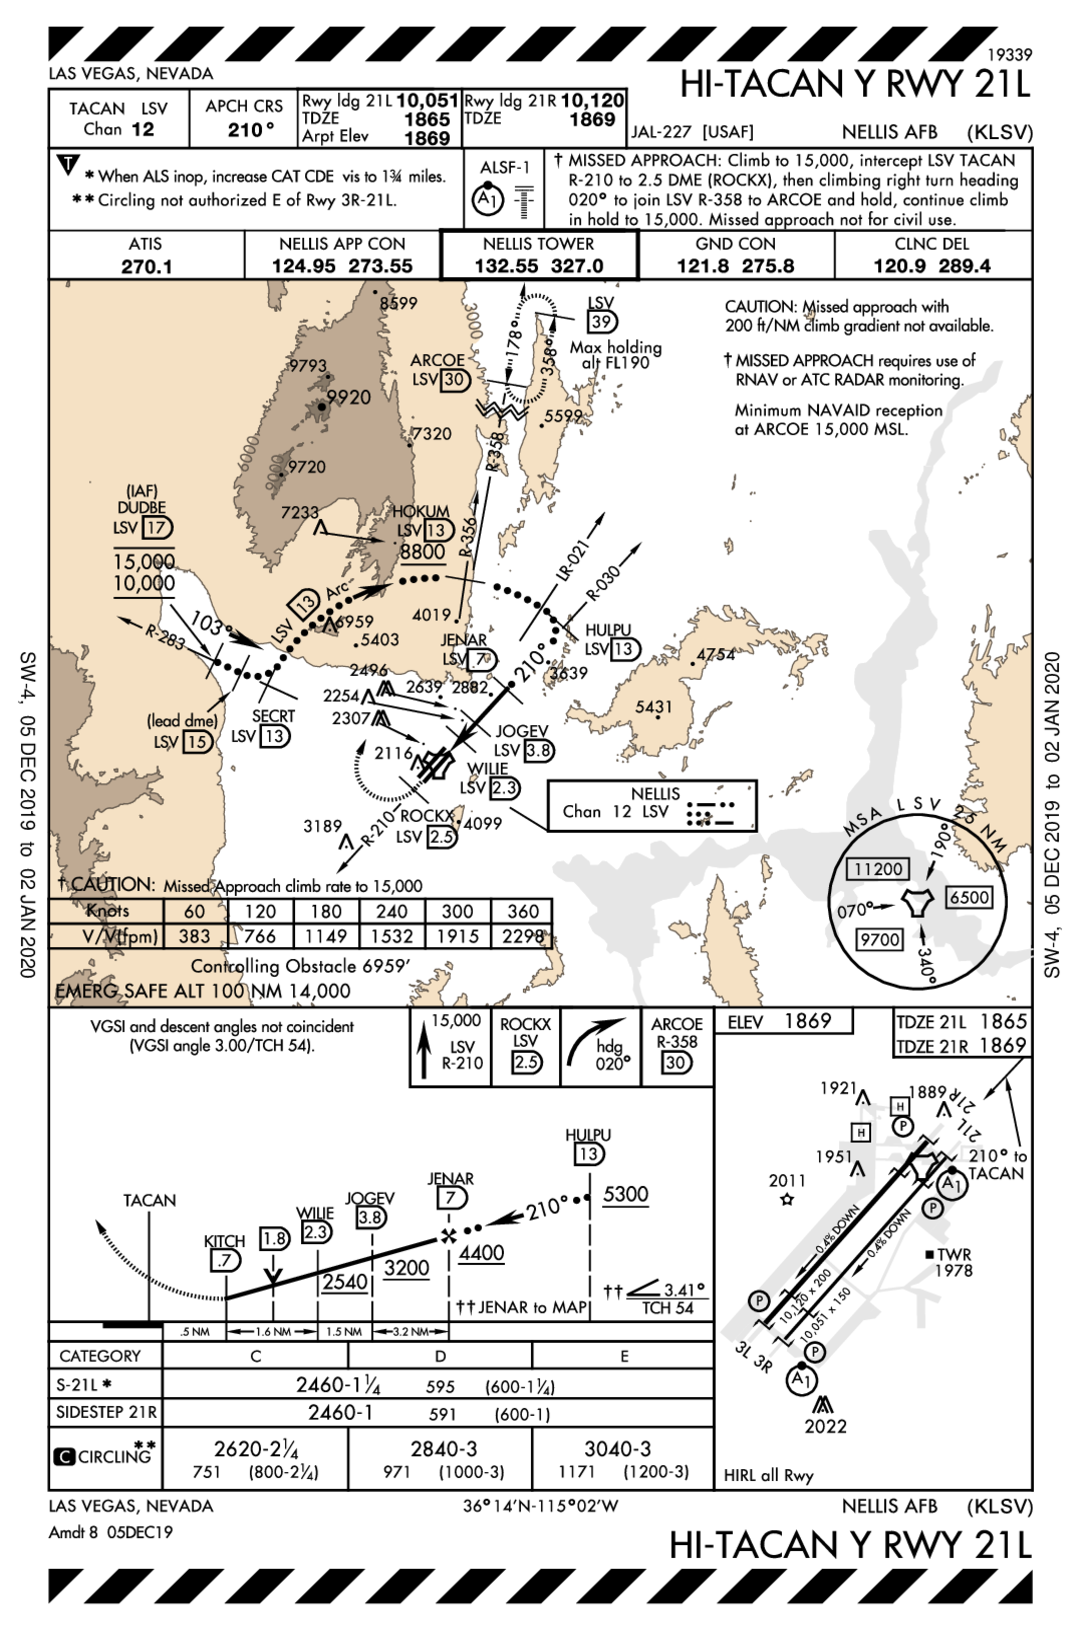 19339
LAS VEGAS, NEVADA
HI-TACAN Y RWY 21L
TACAN LSV
Chan 12
APCH CRS
210°
Rwy ldg 21L 10,051
TDZE 1865
Arpt Elev 1869
Rwy ldg 21R 10,120
TDZE 1869
JAL-227 [USAF]
NELLIS AFB (KLSV)
T
* When ALS inop, increase CAT CDE vis to 1¾ miles.
** Circling not authorized E of Rwy 3R-21L.
ALSF-1
A1
† MISSED APPROACH: Climb to 15,000, intercept LSV TACAN
R-210 to 2.5 DME (ROCKX), then climbing right turn heading
020° to join LSV R-358 to ARCOE and hold, continue climb
in hold to 15,000. Missed approach not for civil use.
ATIS
270.1
NELLIS APP CON
124.95 273.55
NELLIS TOWER
132.55 327.0
GND CON
121.8 275.8
CLNC DEL
120.9 289.4
CAUTION: Missed approach with
200 ft/NM climb gradient not available.
† MISSED APPROACH requires use of
RNAV or ATC RADAR monitoring.
Minimum NAVAID reception
at ARCOE 15,000 MSL.
8599
3000
LSV
39
Max holding
alt FL190
178°
358°
ARCOE
LSV 30
9793
9920
7320
5599
6000
9000
9720
R-358
(IAF)
DUDBE
LSV 17
15,000
10,000
7233
HOKUM
LSV 13
8800
R-356
LR-021
R-030
R-283
103°
LSV 13 Arc
6959
4019
5403
JENAR
LSV 7
210°
HULPU
LSV 13
3639
4754
5431
2496
2254
2639
2882
2307
(lead dme)
LSV 15
SECRT
LSV 13
JOGEV
LSV 3.8
2116
WILIE
LSV 2.3
NELLIS
Chan 12 LSV
ROCKX
LSV 2.5
4099
R-210
3189
MSA LSV 25 NM
190°
11200
6500
070°
9700
340°
† CAUTION: Missed Approach climb rate to 15,000
Knots 60 120 180 240 300 360
V/V(fpm) 383 766 1149 1532 1915 2298
Controlling Obstacle 6959'
EMERG SAFE ALT 100 NM 14,000
SW-4, 05 DEC 2019 to 02 JAN 2020
SW-4, 05 DEC 2019 to 02 JAN 2020
VGSI and descent angles not coincident
(VGSI angle 3.00/TCH 54).
15,000
LSV
R-210
ROCKX
LSV
2.5
hdg
020°
ARCOE
R-358
30
ELEV 1869
TDZE 21L 1865
TDZE 21R 1869
HULPU
13
5300
210°
JENAR
7
4400
JOGEV
3.8
3200
WILIE
2.3
2540
1.8
KITCH
.7
TACAN
†† JENAR to MAP
†† 3.41°
TCH 54
.5 NM
1.6 NM
1.5 NM
3.2 NM
CATEGORY C D E
S-21L * 2460-1¼ 595 (600-1¼)
SIDESTEP 21R 2460-1 591 (600-1)
C CIRCLING **
2620-2¼
751 (800-2¼)
2840-3
971 (1000-3)
3040-3
1171 (1200-3)
1921
H
1889
P
21R
21L
H
1951
210° to
TACAN
A1
2011
P
0.4% DOWN
0.4% DOWN
TWR
1978
P
10,120 x 200
10,051 x 150
3L 3R
P
A1
2022
HIRL all Rwy
LAS VEGAS, NEVADA
36°14'N-115°02'W
NELLIS AFB (KLSV)
Amdt 8 05DEC19
HI-TACAN Y RWY 21L